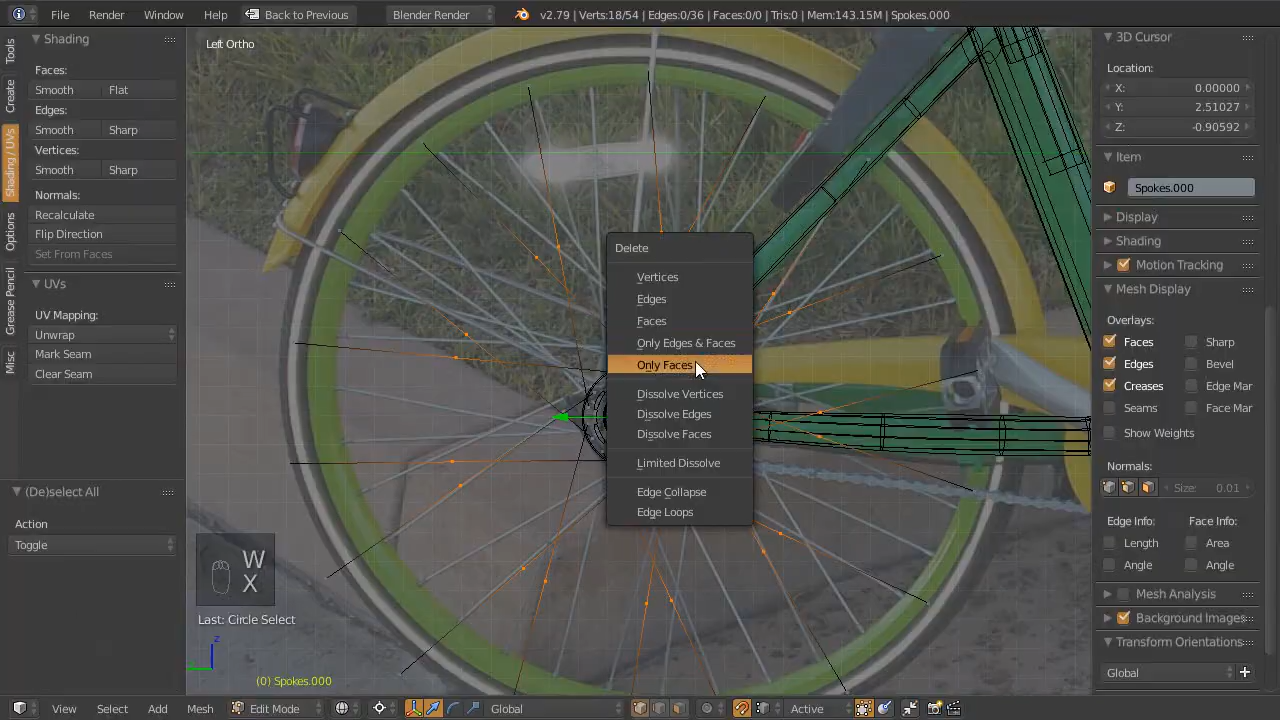 File Render Window Help Back to Previous Blender Render v2.79 | Verts:18/54 | Edges:0/36 | Faces:0/0 | Tris:0 | Mem:143.15M | Spokes.000
Tools
Create
Shading / UVs
Options
Grease Pencil
Misc
Shading
Faces:
Smooth Flat
Edges:
Smooth Sharp
Vertices:
Smooth Sharp
Normals:
Recalculate
Flip Direction
Set From Faces
UVs
UV Mapping:
Unwrap
Mark Seam
Clear Seam
(De)select All
Action
Toggle
Left Ortho
Delete
Vertices
Edges
Faces
Only Edges & Faces
Only Faces
Dissolve Vertices
Dissolve Edges
Dissolve Faces
Limited Dissolve
Edge Collapse
Edge Loops
W
X
Last: Circle Select
z
(0) Spokes.000
3D Cursor
Location:
X: 0.00000
Y: 2.51027
Z: -0.90592
Item
Spokes.000
Display
Shading
Motion Tracking
Mesh Display
Overlays:
Faces Sharp
Edges Bevel
Creases Edge Mar
Seams Face Mar
Show Weights
Normals:
Size: 0.01
Edge Info: Face Info:
Length Area
Angle Angle
Mesh Analysis
Background Images
Transform Orientations
Global
View Select Add Mesh Edit Mode Global Active